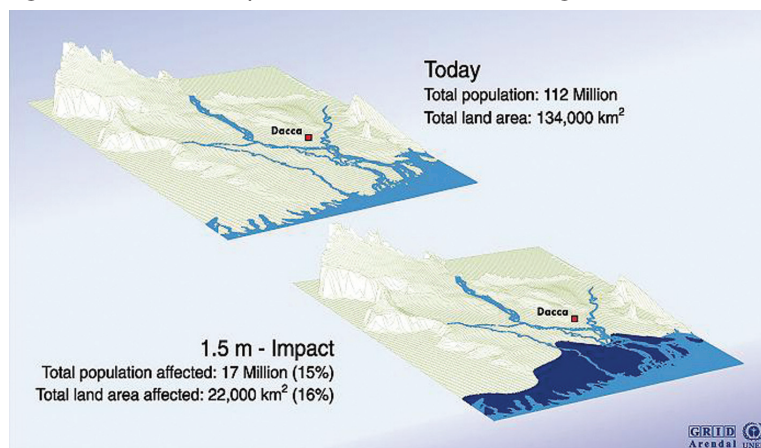 Today
Total population: 112 Million
Total land area: 134,000 km²
Dacca
Dacca
1.5 m - Impact
Total population affected: 17 Million (15%)
Total land area affected: 22,000 km² (16%)
GRID
Arendal UNE